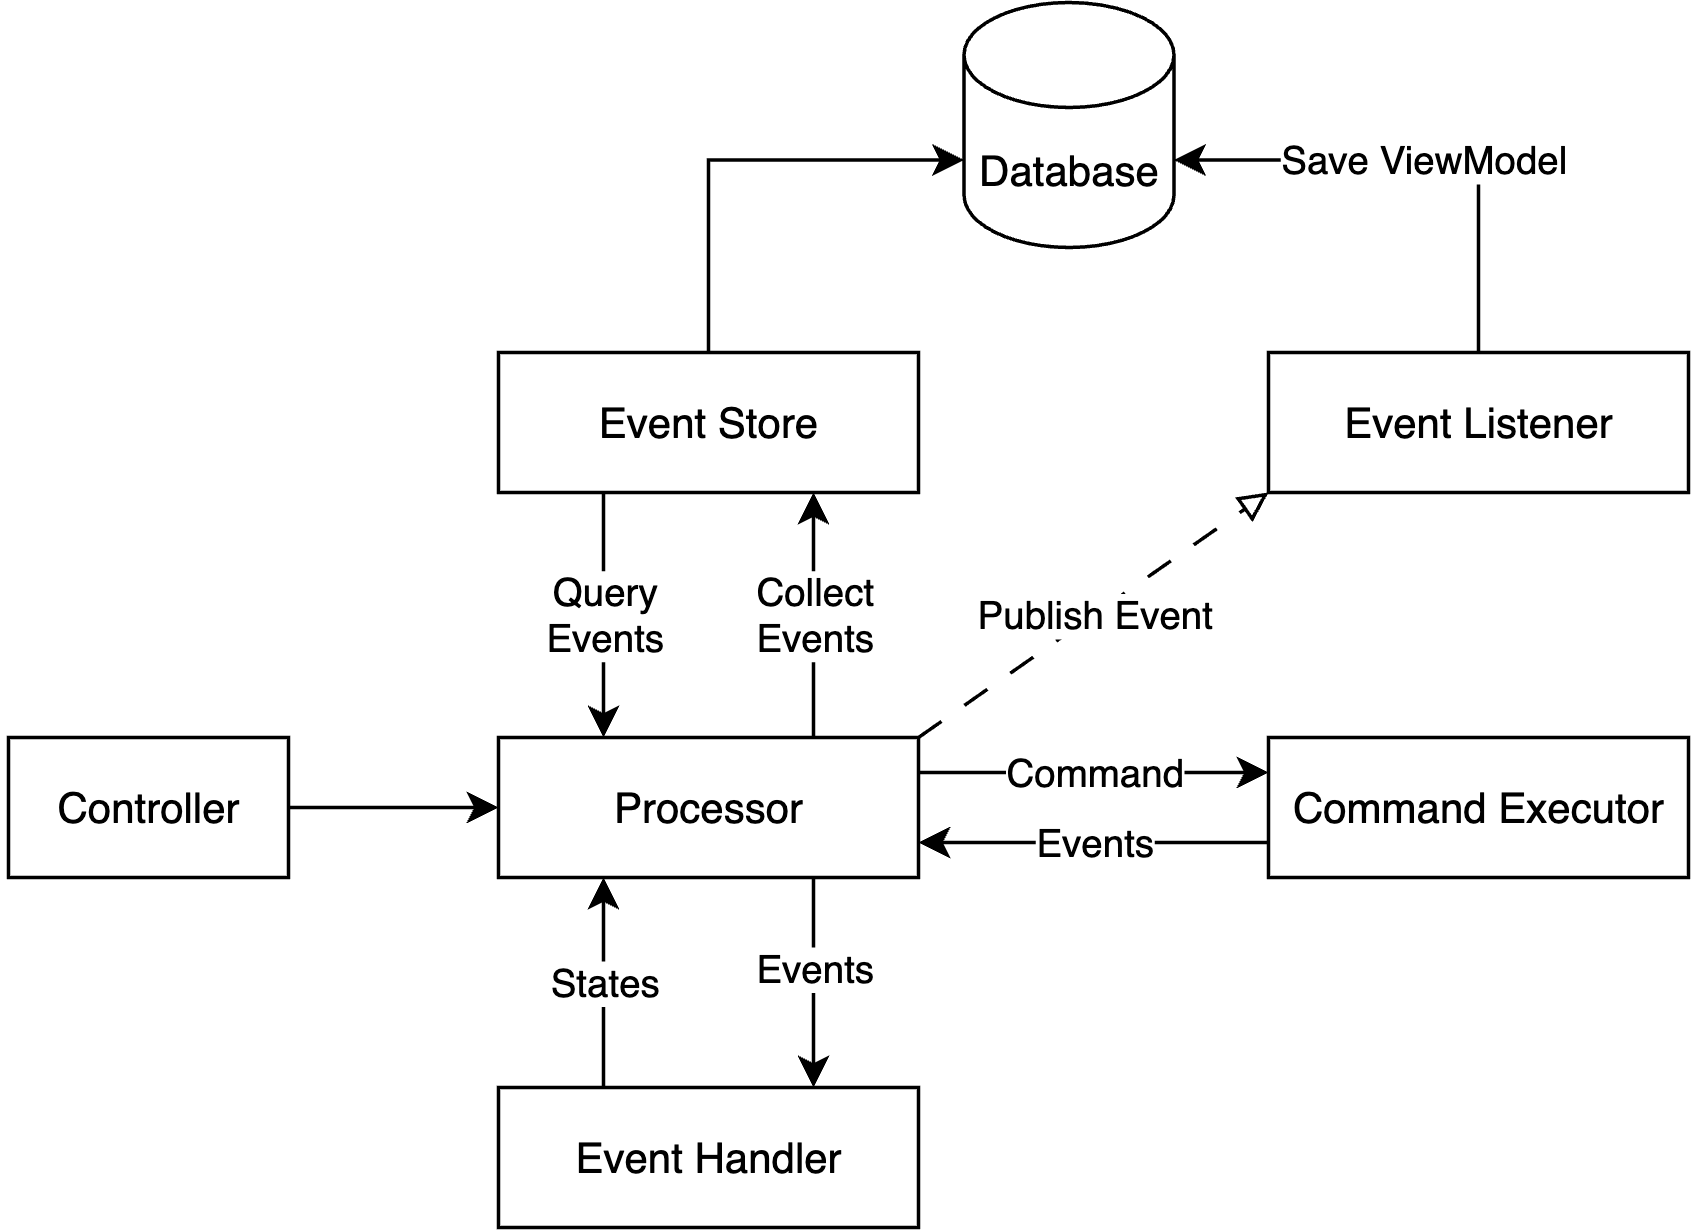 Database
Save ViewModel
Event Store
Event Listener
Query
Events
Collect
Events
Publish Event
Controller
Processor
Command
Events
Command Executor
States
Events
Event Handler